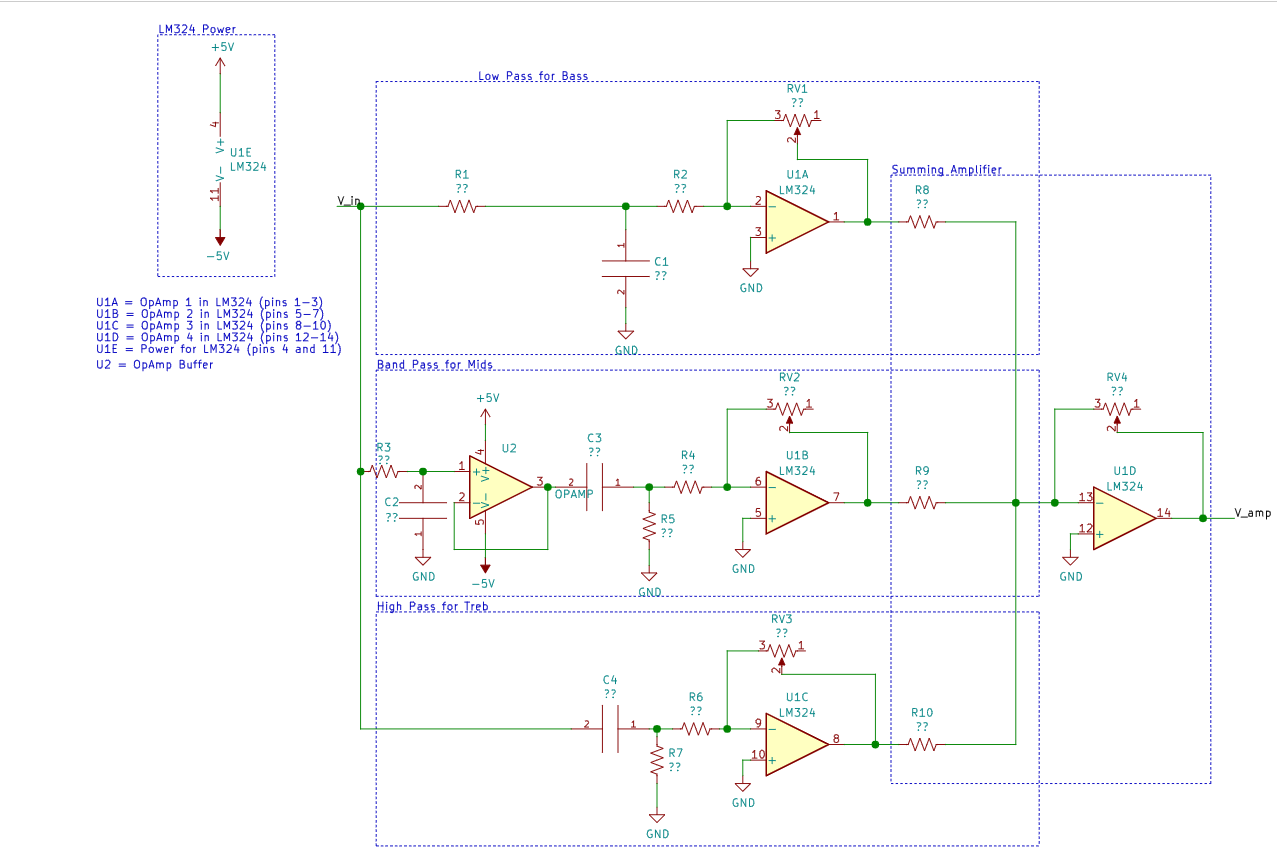 LM324 Power
+5V
4
V+
U1E
LM324
V-
11
-5V
U1A = OpAmp 1 in LM324 (pins 1-3)
U1B = OpAmp 2 in LM324 (pins 5-7)
U1C = OpAmp 3 in LM324 (pins 8-10)
U1D = OpAmp 4 in LM324 (pins 12-14)
U1E = Power for LM324 (pins 4 and 11)
U2 = OpAmp Buffer
Low Pass for Bass
V_in
R1
??
R2
??
C1
??
1
2
GND
RV1
??
3
1
2
U1A
LM324
2
-
3
+
1
GND
Summing Amplifier
R8
??
Band Pass for Mids
R3
??
C2
??
2
1
GND
+5V
U2
4
1
+
V+
2
-
V-
3
5
OPAMP
-5V
C3
??
2
1
R4
??
R5
??
GND
RV2
??
3
1
2
U1B
LM324
6
-
5
+
7
GND
R9
??
RV4
??
3
1
2
U1D
LM324
13
-
12
+
14
V_amp
GND
High Pass for Treb
C4
??
2
1
R6
??
R7
??
GND
RV3
??
3
1
2
U1C
LM324
9
-
10
+
8
GND
R10
??